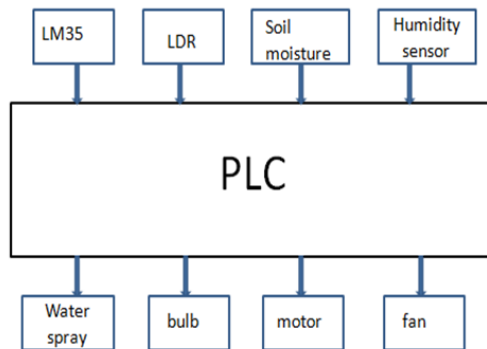 LM35
LDR
Soil
moisture
Humidity
sensor
PLC
Water
spray
bulb
motor
fan